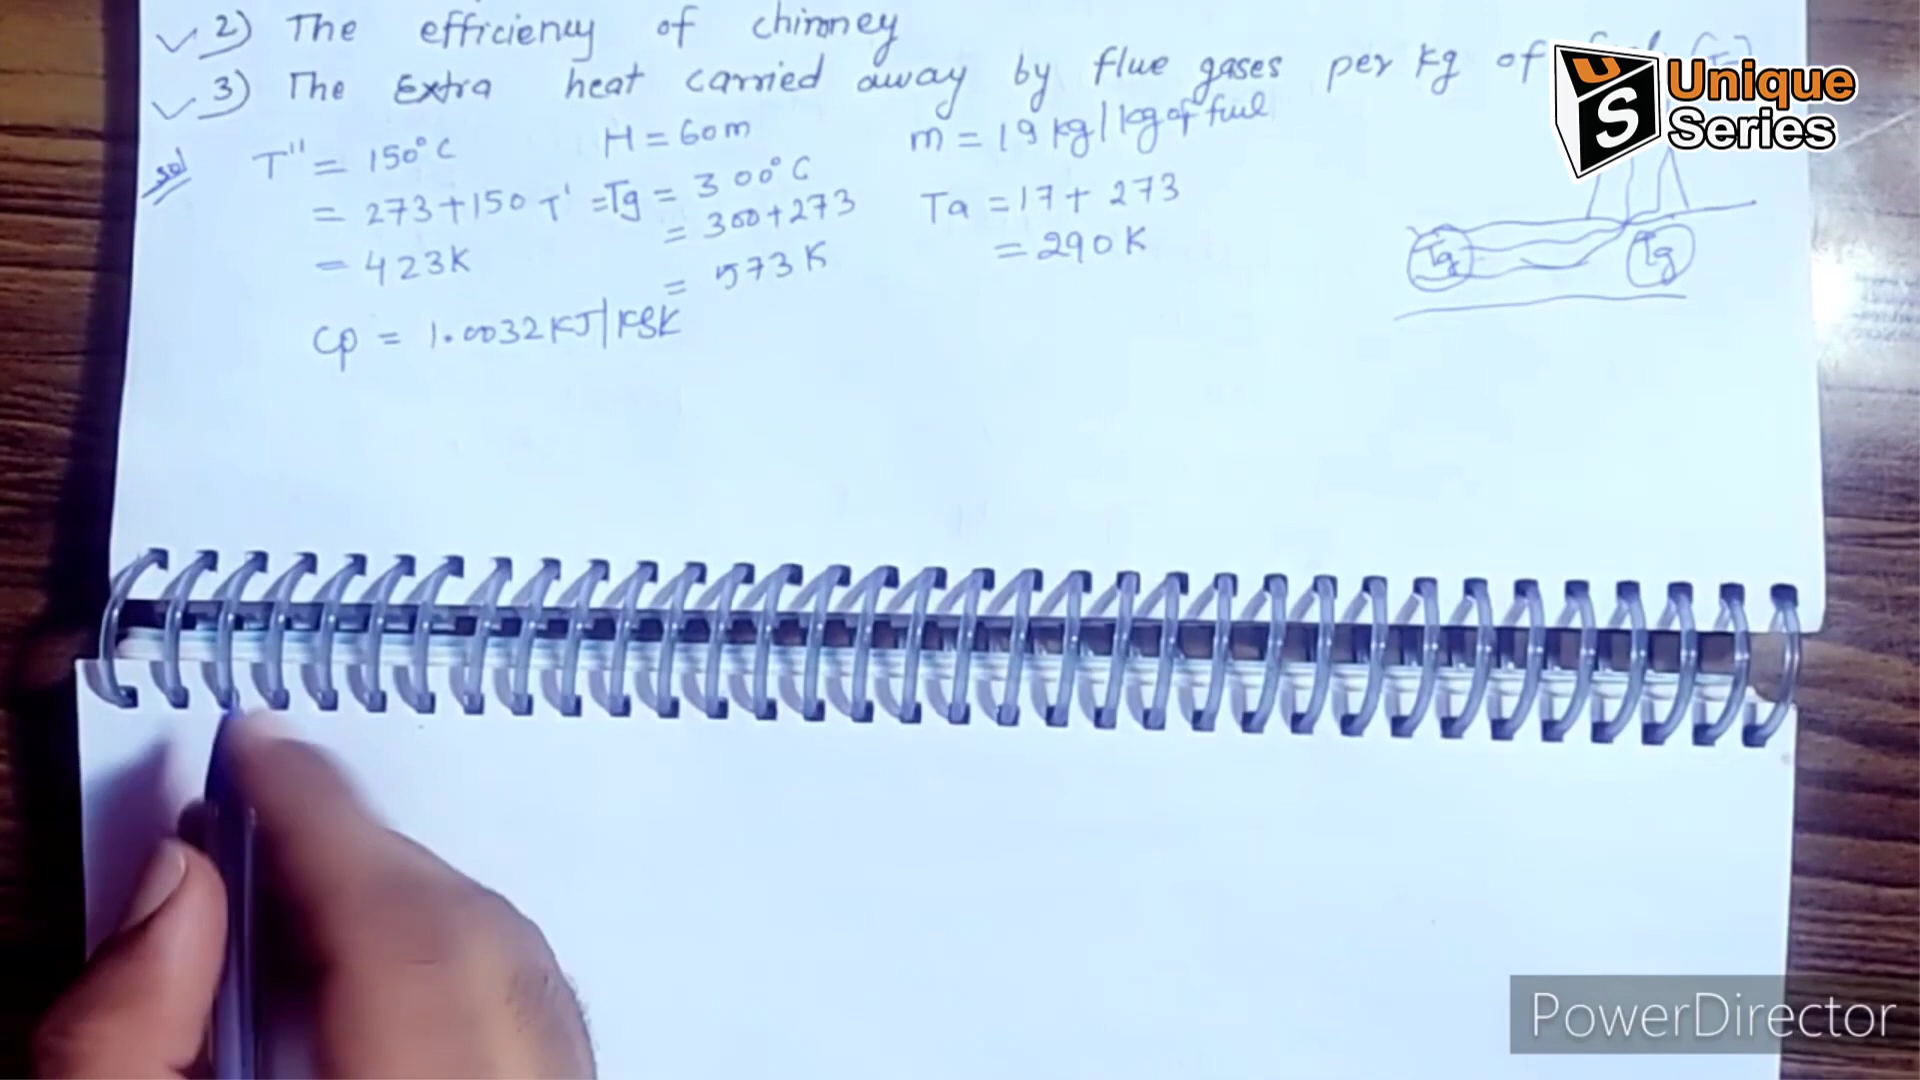 2) The efficiency of chimney
3) The Extra heat carried away by flue gases per kg of
sol T" = 150°C H = 60m m = 19 kg/kg of fuel
= 273+150 T' = Tg = 300°C Ta = 17 + 273
= 423K = 300+273 = 290K
= 573K
Cp = 1.0032 KJ/KgK
Tg Tg
US Unique Series
PowerDirector